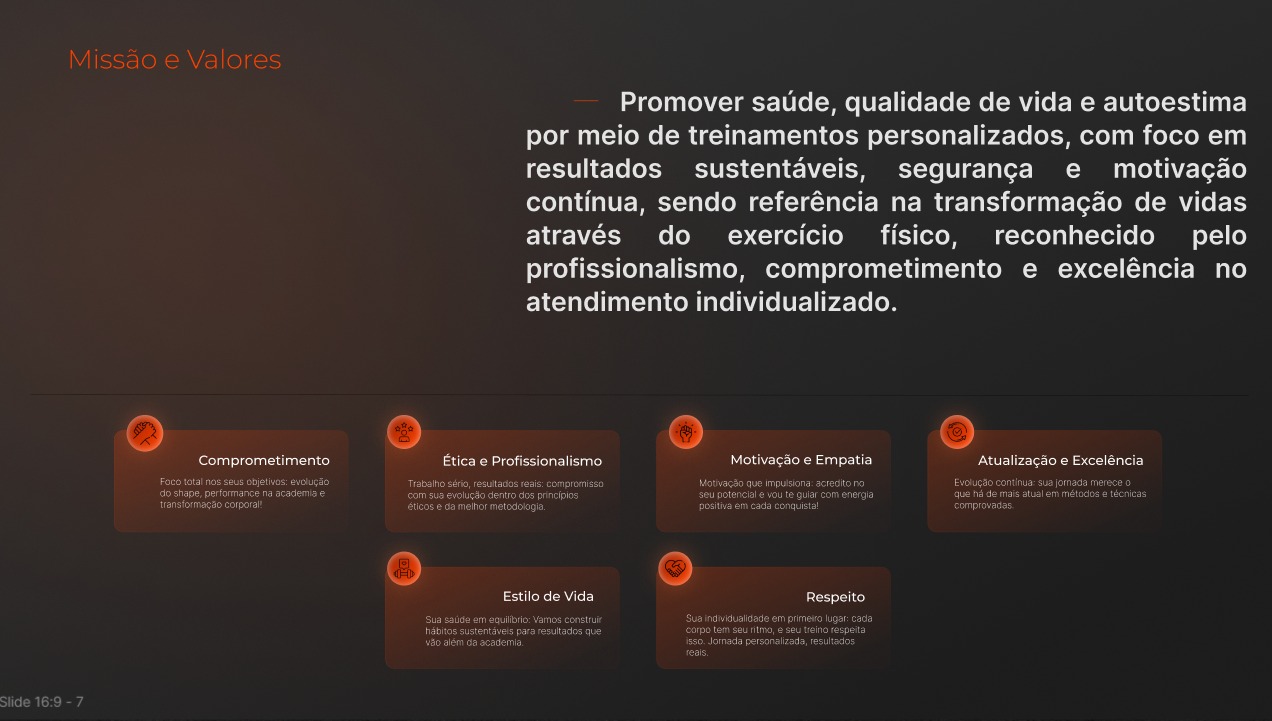 Missão e Valores
Promover saúde, qualidade de vida e autoestima
por meio de treinamentos personalizados, com foco em
resultados sustentáveis, segurança e motivação
contínua, sendo referência na transformação de vidas
através do exercício físico, reconhecido pelo
profissionalismo, comprometimento e excelência no
atendimento individualizado.
Comprometimento
Foco total nos seus objetivos: evolução
do shape, performance na academia e
transformação corporal!
Ética e Profissionalismo
Trabalho sério, resultados reais: compromisso
com sua evolução dentro dos princípios
éticos e da melhor metodologia.
Motivação e Empatia
Motivação que impulsiona: acredito no
seu potencial e vou te guiar com energia
positiva em cada conquista!
Atualização e Excelência
Evolução contínua: sua jornada merece o
que há de mais atual em métodos e técnicas
comprovadas.
Estilo de Vida
Sua saúde em equilíbrio: Vamos construir
hábitos sustentáveis para resultados que
vão além da academia.
Respeito
Sua individualidade em primeiro lugar: cada
corpo tem seu ritmo, e seu treino respeita
isso. Jornada personalizada, resultados
reais.
Slide 16:9 - 7